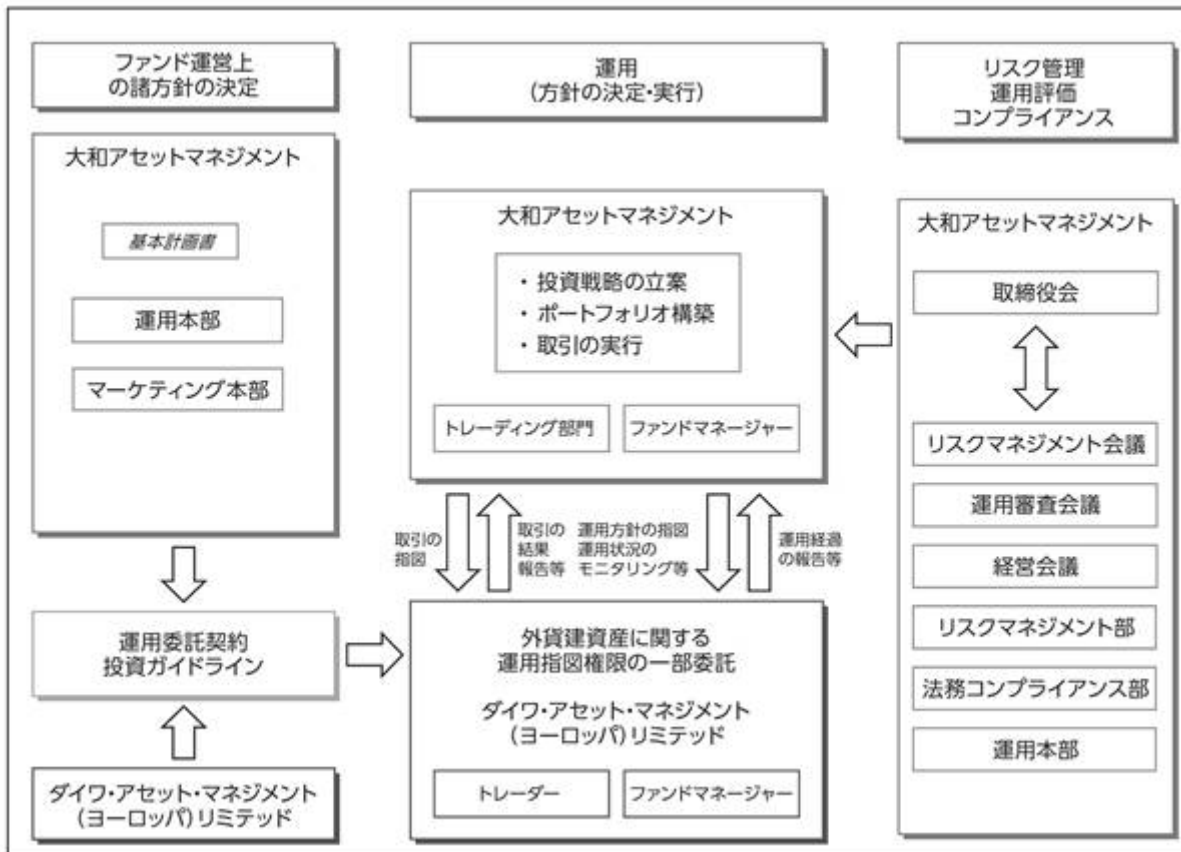 ファンド運営上
の諸方針の決定
大和アセットマネジメント
基本計画書
運用本部
マーケティング本部
運用委託契約
投資ガイドライン
ダイワ・アセット・マネジメント
(ヨーロッパ)リミテッド
運用
(方針の決定・実行)
大和アセットマネジメント
・ 投資戦略の立案
・ ポートフォリオ構築
・ 取引の実行
トレーディング部門
ファンドマネージャー
取引の
指図
取引の
結果
報告等
運用方針の指図
運用状況の
モニタリング等
運用経過
の報告等
外貨建資産に関する
運用指図権限の一部委託
ダイワ・アセット・マネジメント
(ヨーロッパ)リミテッド
トレーダー
ファンドマネージャー
リスク管理
運用評価
コンプライアンス
大和アセットマネジメント
取締役会
リスクマネジメント会議
運用審査会議
経営会議
リスクマネジメント部
法務コンプライアンス部
運用本部